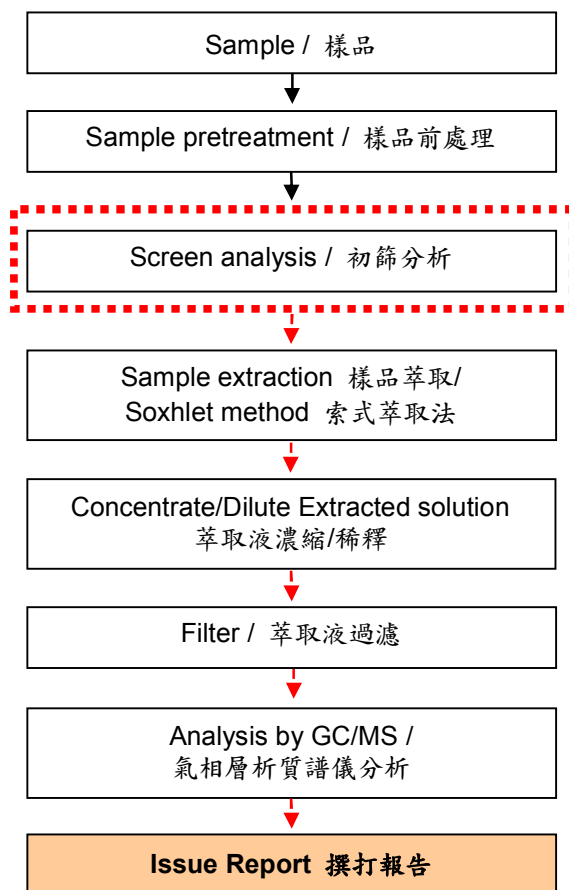 Sample / 樣品
Sample pretreatment / 樣品前處理
Screen analysis / 初篩分析
Sample extraction 樣品萃取/
Soxhlet method 索式萃取法
Concentrate/Dilute Extracted solution
萃取液濃縮/稀釋
Filter / 萃取液過濾
Analysis by GC/MS /
氣相層析質譜儀分析
Issue Report 撰打報告